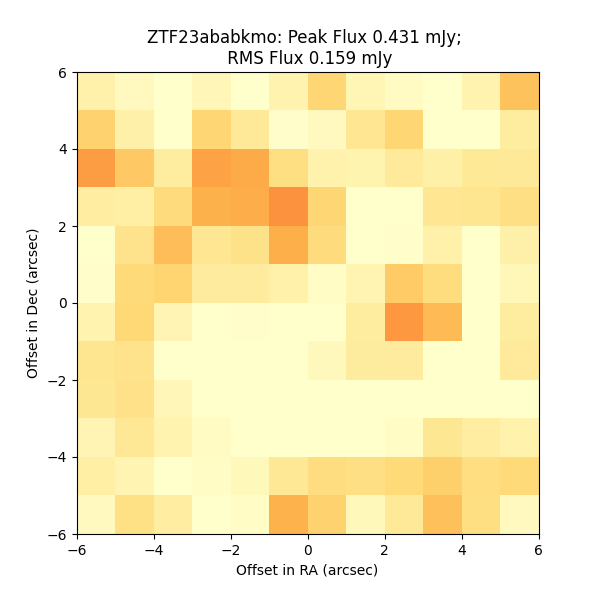 ZTF23ababkmo: Peak Flux 0.431 mJy;
RMS Flux 0.159 mJy
6
4
2
0
−2
−4
−6
Offset in Dec (arcsec)
−6 −4 −2 0 2 4 6
Offset in RA (arcsec)